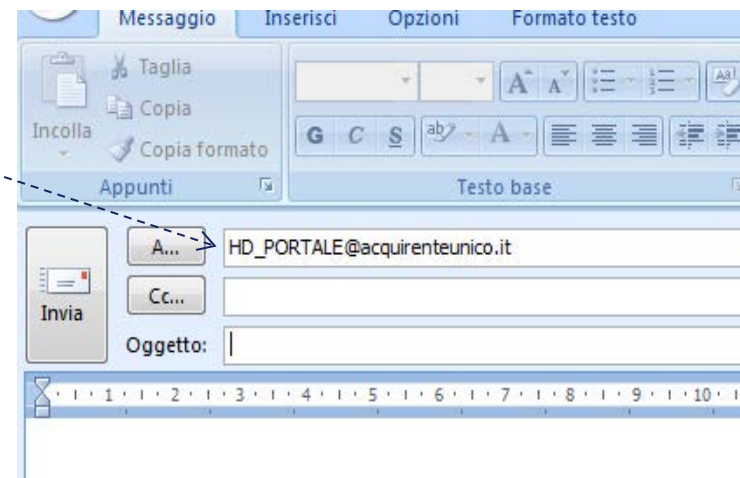 Messaggio Inserisci Opzioni Formato testo
Taglia
Copia
Incolla
Copia formato
G C S ab A
Appunti Testo base
A... HD_PORTALE@acquirenteunico.it
Cc...
Invia
Oggetto:
1 2 3 4 5 6 7 8 9 10